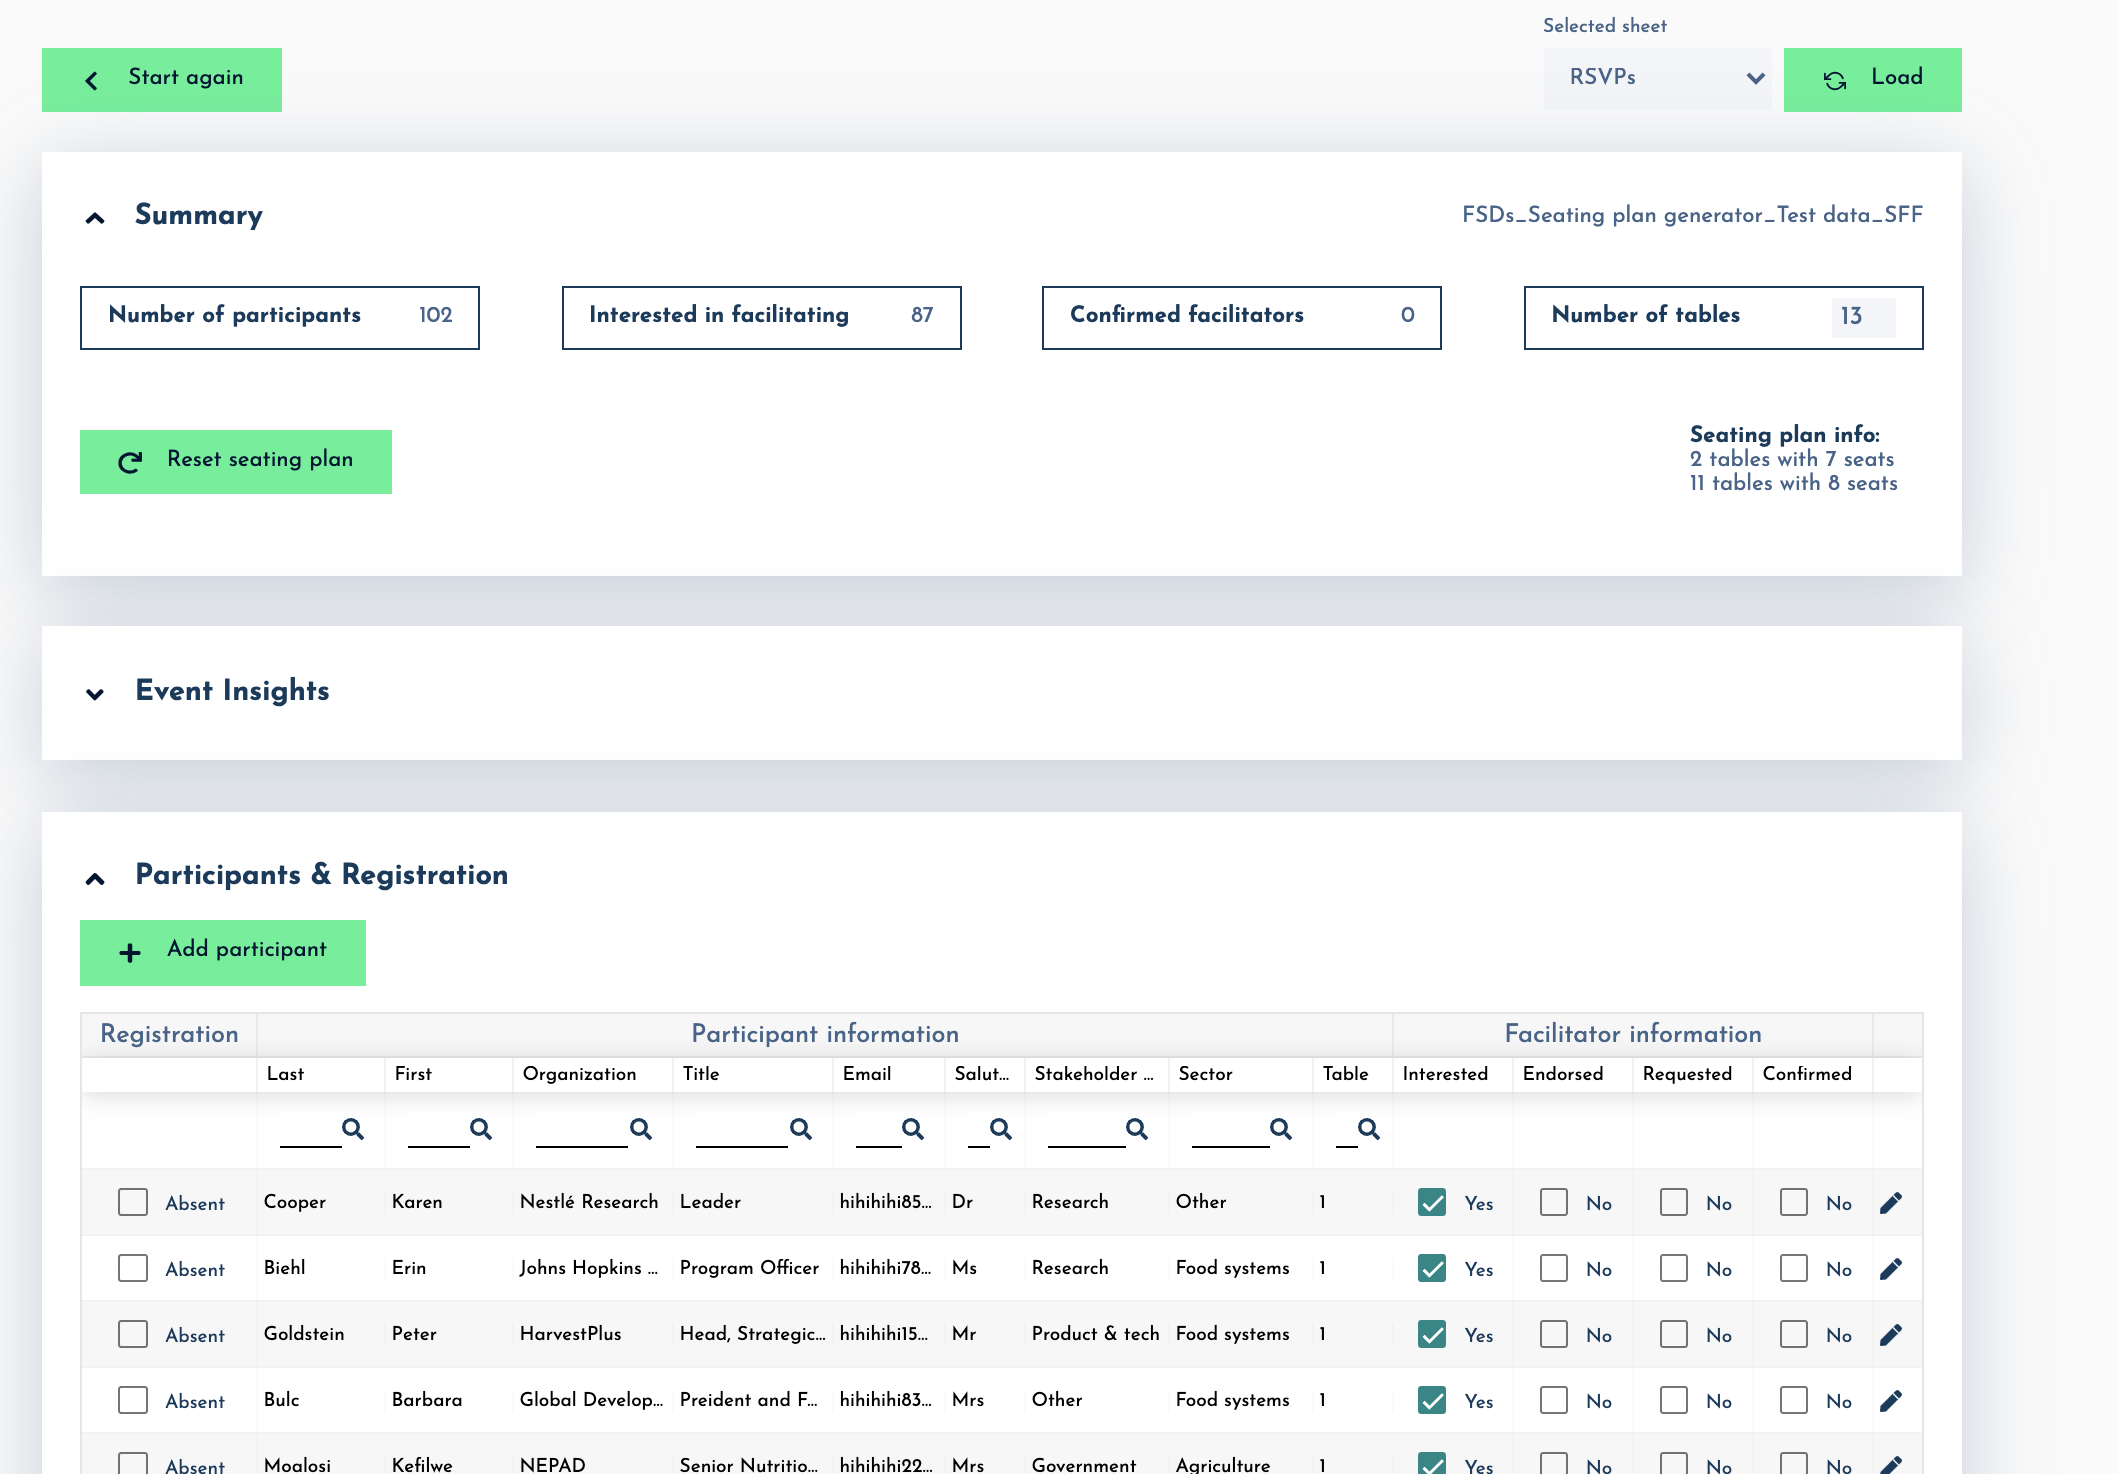 Selected sheet
Start again
RSVPs
Load
Summary
FSDs_Seating plan generator_Test data_SFF
Number of participants 102
Interested in facilitating 87
Confirmed facilitators 0
Number of tables 13
Reset seating plan
Seating plan info:
2 tables with 7 seats
11 tables with 8 seats
Event Insights
Participants & Registration
Add participant
Registration Participant information Facilitator information
Last First Organization Title Email Salut... Stakeholder ... Sector Table Interested Endorsed Requested Confirmed
Absent Cooper Karen Nestlé Research Leader hihihihi85... Dr Research Other 1 Yes No No No
Absent Biehl Erin Johns Hopkins ... Program Officer hihihihi78... Ms Research Food systems 1 Yes No No No
Absent Goldstein Peter HarvestPlus Head, Strategic... hihihihi15... Mr Product & tech Food systems 1 Yes No No No
Absent Bulc Barbara Global Develop... Preident and F... hihihihi83... Mrs Other Food systems 1 Yes No No No
Absent Moalosi Kefilwe NEPAD Senior Nutritio... hihihihi22... Mrs Government Agriculture 1 Yes No No No